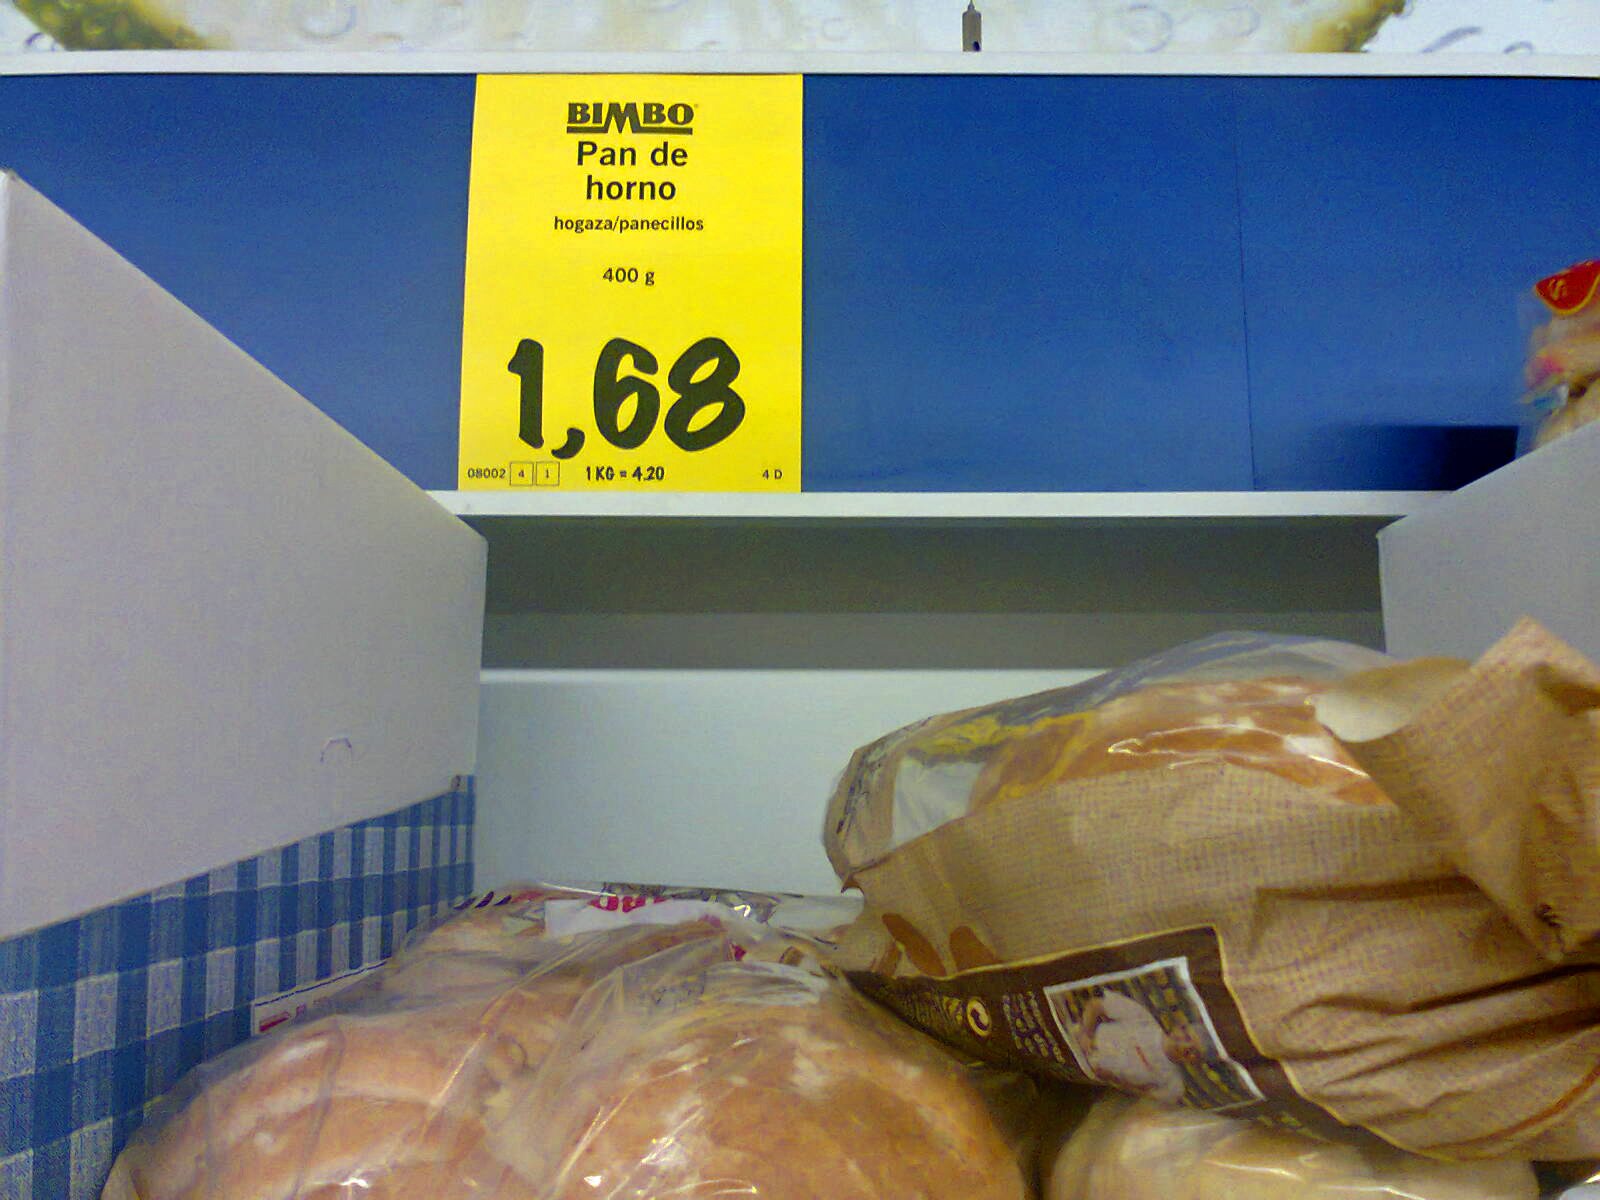 BIMBO
Pan de
horno
hogaza/panecillos
400 g
1,68
08002 4 1 1 KG = 4.20 4 D